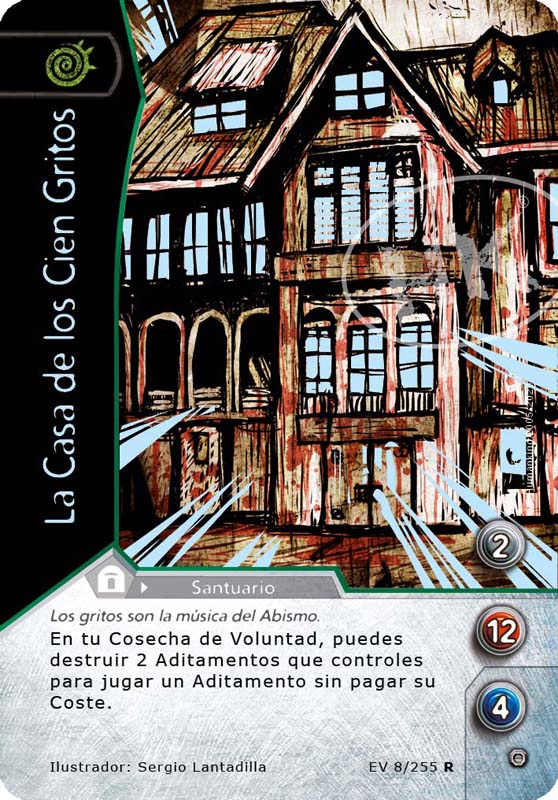 La Casa de los Cien Gritos
2
Santuario
Los gritos son la música del Abismo.
En tu Cosecha de Voluntad, puedes
destruir 2 Aditamentos que controles
para jugar un Aditamento sin pagar su
Coste.
12
4
Ilustrador: Sergio Lantadilla
EV 8/255 R